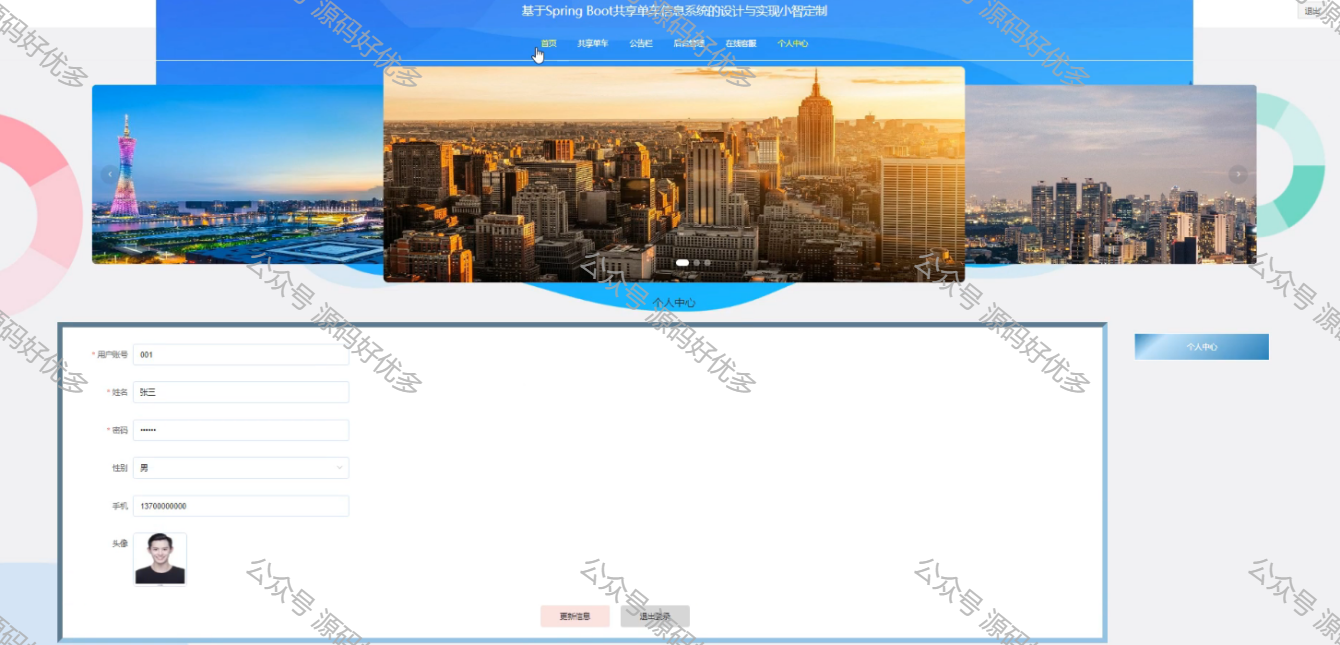 基于Spring Boot共享单车信息系统的设计与实现小智定制
退出
首页 共享单车 公告栏 后台管理 在线客服 个人中心
个人中心
* 用户账号 001
* 姓名 张三
* 密码 ••••••
性别 男
手机 13700000000
头像
更新信息 退出登录
个人中心
公众号 源码好优多